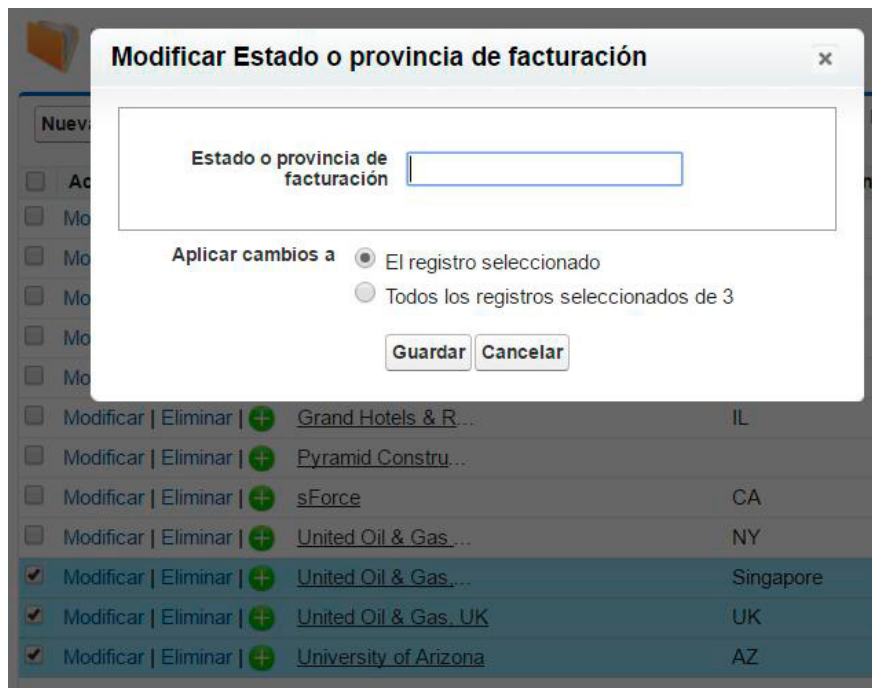 Modificar Estado o provincia de facturación
Nuev
Estado o provincia de
facturación
Ac
Mo
Aplicar cambios a
El registro seleccionado
Mo
Todos los registros seleccionados de 3
Mo
Mo
Guardar Cancelar
Mo
Modificar | Eliminar | Grand Hotels & R... IL
Modificar | Eliminar | Pyramid Constru...
Modificar | Eliminar | sForce CA
Modificar | Eliminar | United Oil & Gas ... NY
Modificar | Eliminar | United Oil & Gas,... Singapore
Modificar | Eliminar | United Oil & Gas, UK UK
Modificar | Eliminar | University of Arizona AZ